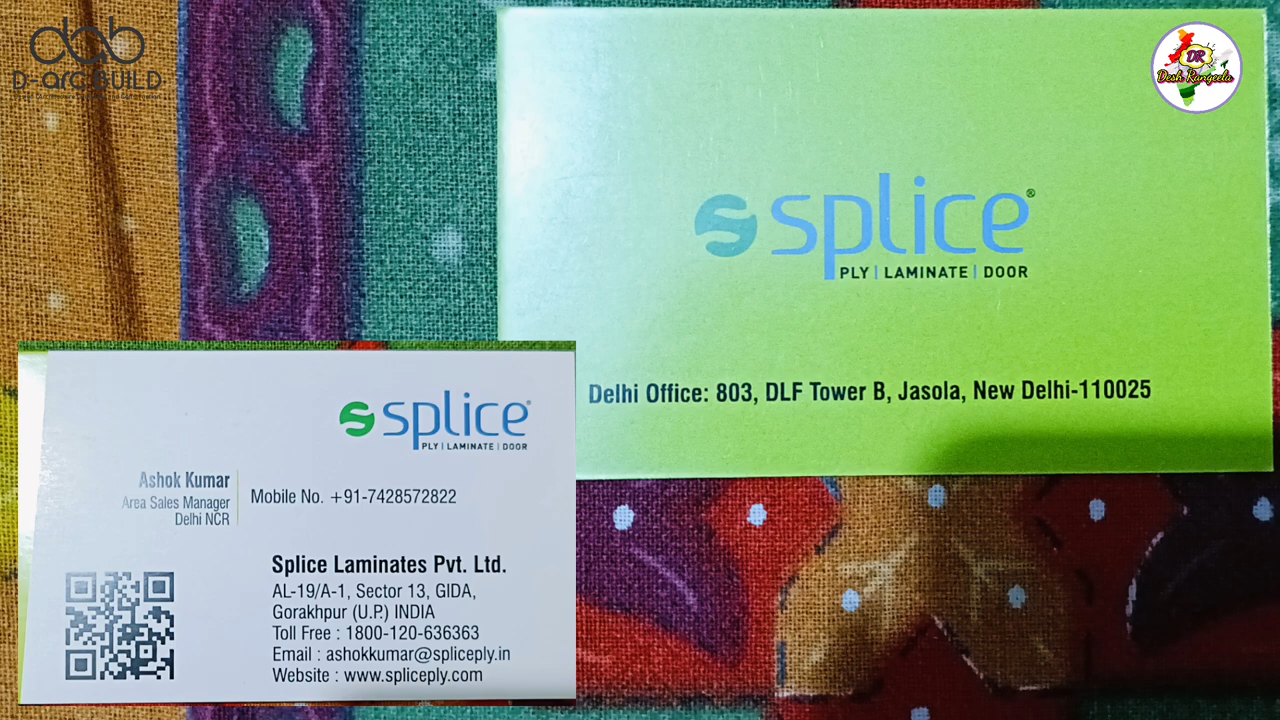 dab
D-arc BUILD
DR
Desh Rangeela
splice®
PLY | LAMINATE | DOOR
Delhi Office: 803, DLF Tower B, Jasola, New Delhi-110025
splice®
PLY | LAMINATE | DOOR
Ashok Kumar
Area Sales Manager
Delhi NCR
Mobile No. +91-7428572822
Splice Laminates Pvt. Ltd.
AL-19/A-1, Sector 13, GIDA,
Gorakhpur (U.P.) INDIA
Toll Free : 1800-120-636363
Email : ashokkumar@spliceply.in
Website : www.spliceply.com